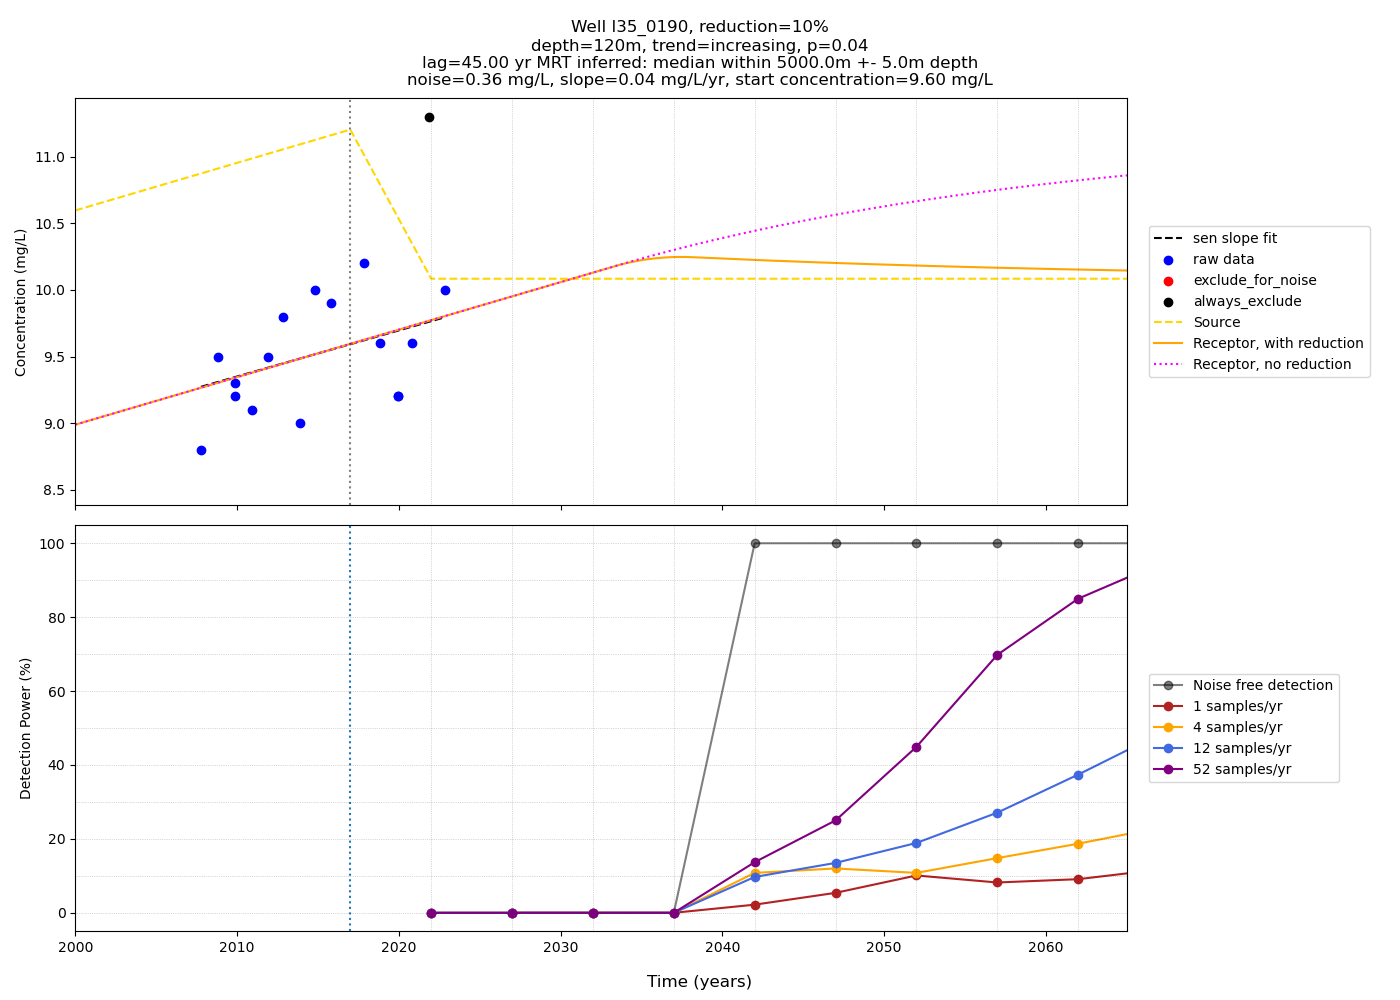 Well l35_0190, reduction=10%
depth=120m, trend=increasing, p=0.04
lag=45.00 yr MRT inferred: median within 5000.0m +- 5.0m depth
noise=0.36 mg/L, slope=0.04 mg/L/yr, start concentration=9.60 mg/L
Concentration (mg/L)
11.0
10.5
10.0
9.5
9.0
8.5
sen slope fit
raw data
exclude_for_noise
always_exclude
Source
Receptor, with reduction
Receptor, no reduction
Detection Power (%)
100
80
60
40
20
0
2000 2010 2020 2030 2040 2050 2060
Time (years)
Noise free detection
1 samples/yr
4 samples/yr
12 samples/yr
52 samples/yr